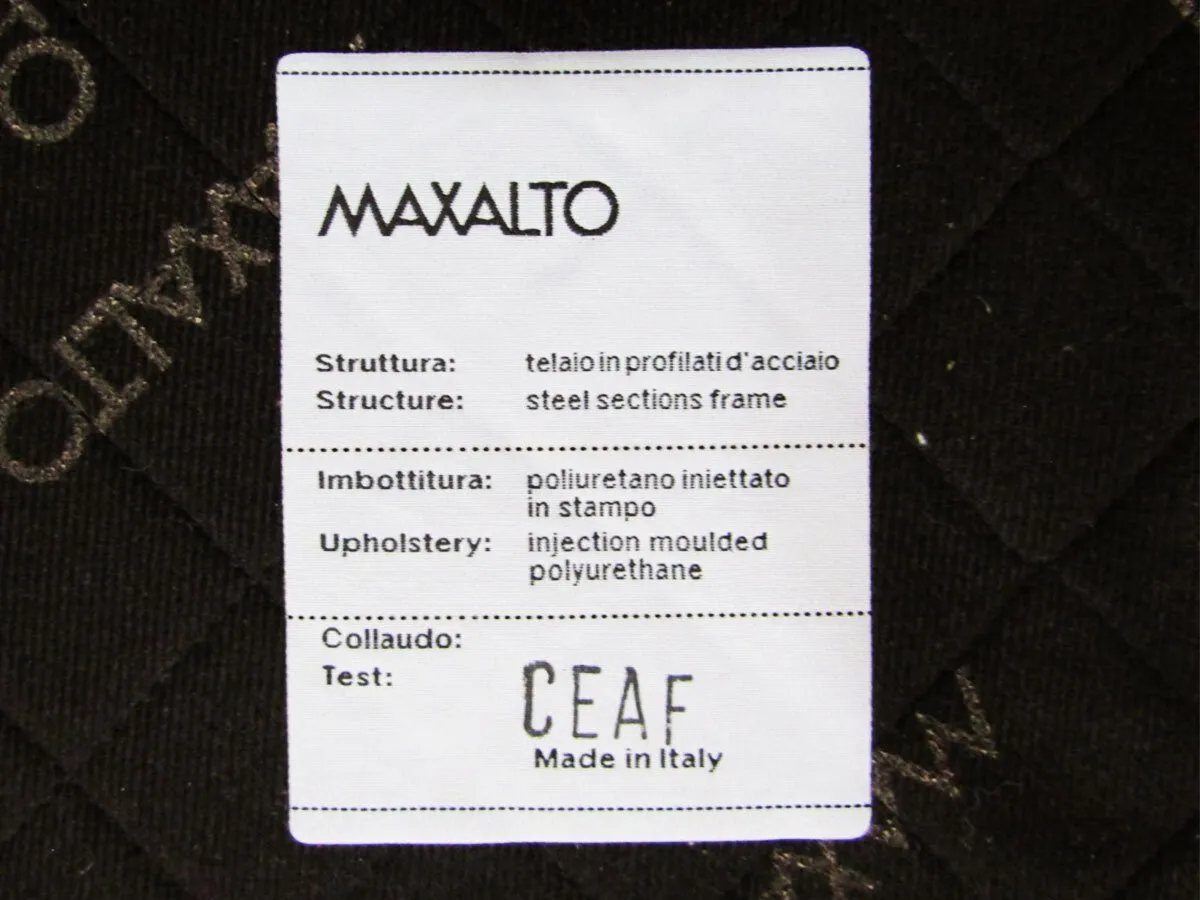 MAXALTO
Struttura: telaio in profilati d'acciaio
Structure: steel sections frame
Imbottitura: poliuretano iniettato
in stampo
Upholstery: injection moulded
polyurethane
Collaudo:
Test: CEAF
Made in Italy